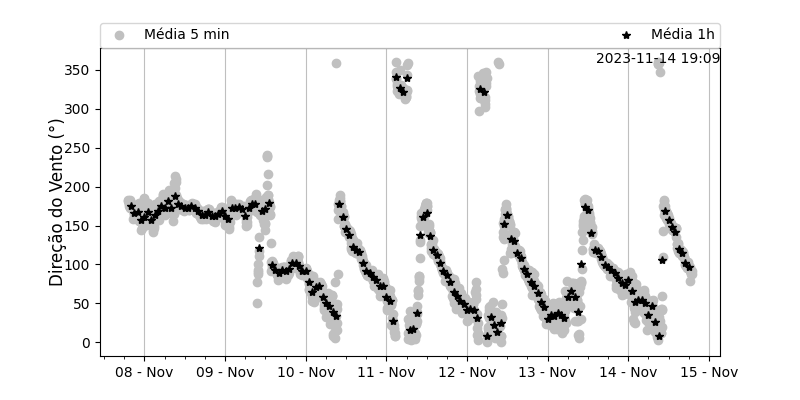 Média 5 min
Média 1h
2023-11-14 19:09
Direção do Vento (°)
350
300
250
200
150
100
50
0
08 - Nov
09 - Nov
10 - Nov
11 - Nov
12 - Nov
13 - Nov
14 - Nov
15 - Nov